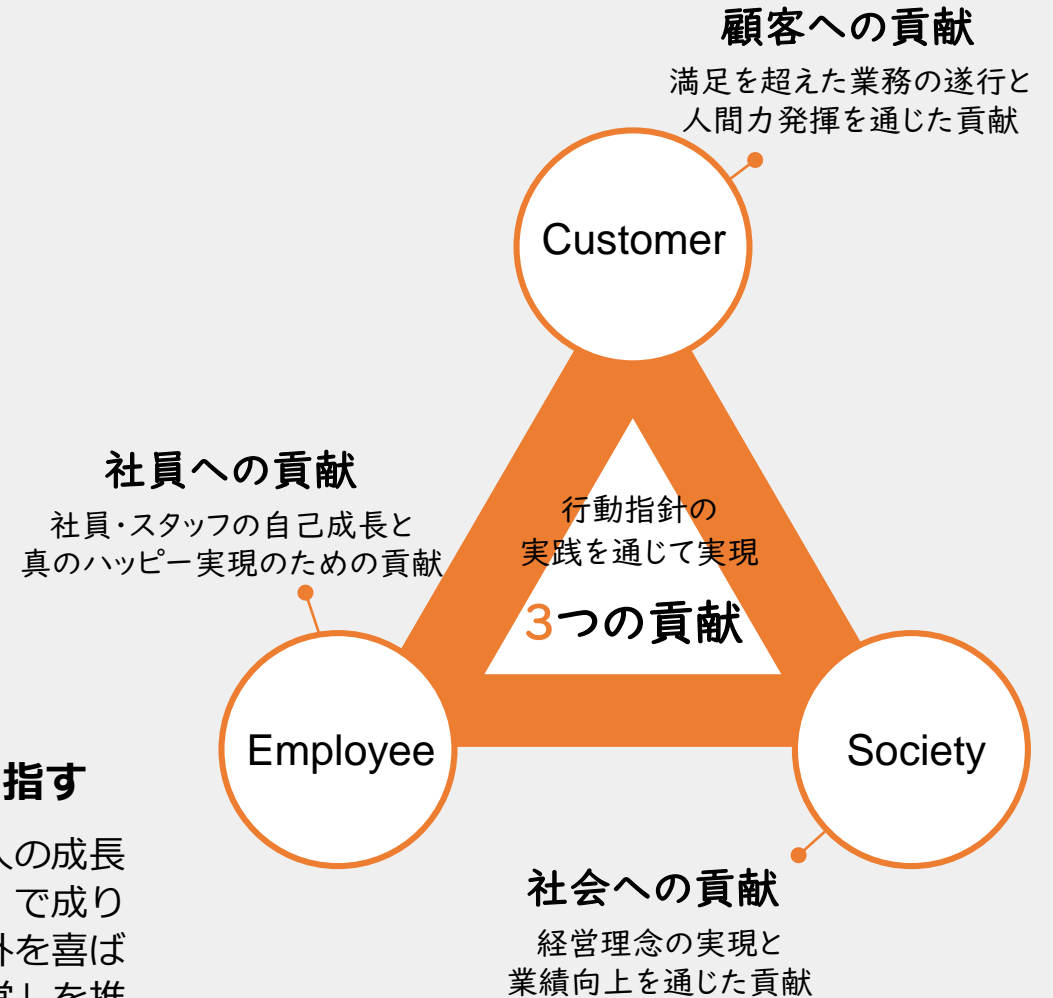 顧客への貢献
満足を超えた業務の遂行と
人間力発揮を通じた貢献
Customer
社員への貢献
社員・スタッフの自己成長と
真のハッピー実現のための貢献
行動指針の
実践を通じて実現
3つの貢献
Employee
Society
指す
人の成長
で成り
外を喜ば
営」を推
社会への貢献
経営理念の実現と
業績向上を通じた貢献